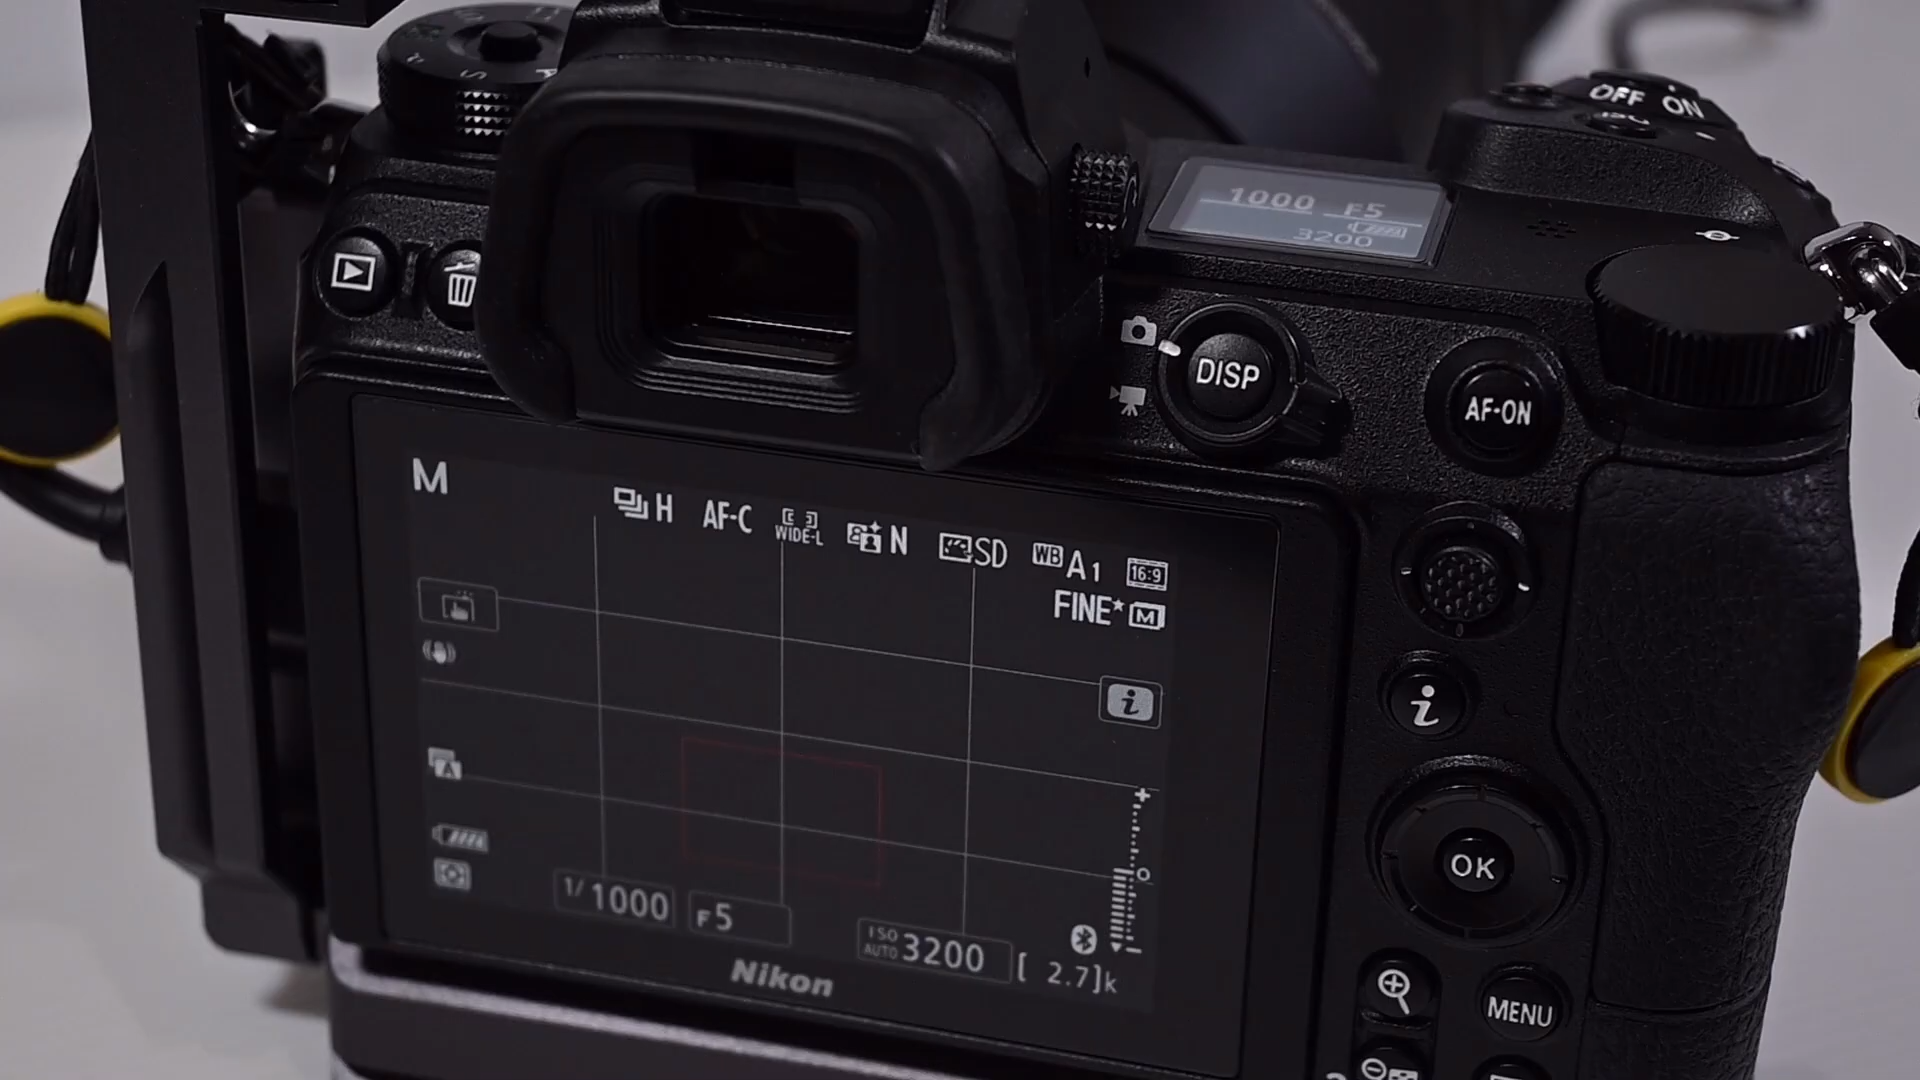 OFF ON
1000 F5
3200
DISP
AF-ON
M
H AF-C WIDE-L N SD WB A1 16:9
FINE★ M
i
i
OK
1/1000 F5 ISO AUTO 3200 [ 2.7]k
Nikon
MENU